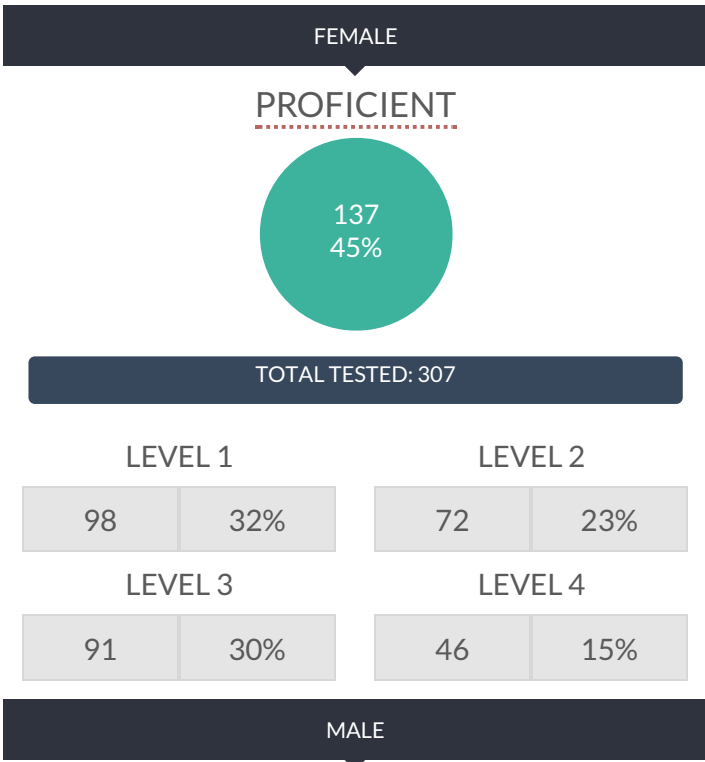 FEMALE
PROFICIENT
137
45%
TOTAL TESTED: 307
LEVEL 1
98 32%
LEVEL 2
72 23%
LEVEL 3
91 30%
LEVEL 4
46 15%
MALE